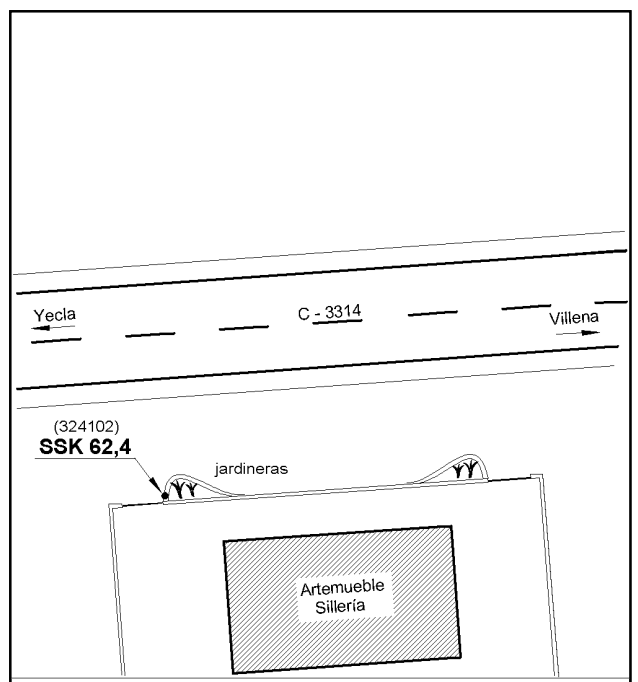 Yecla
C - 3314
Villena
(324102)
SSK 62,4
jardineras
Artemueble
Sillería